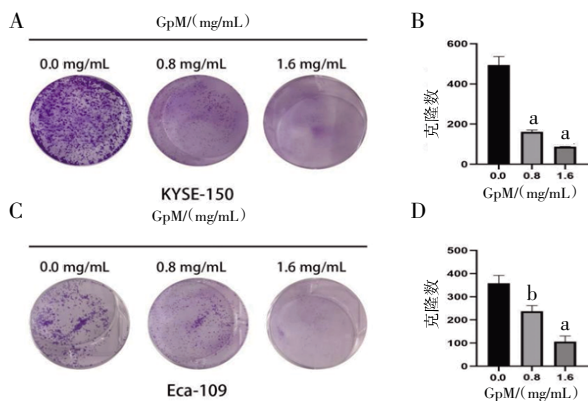 A
GpM/(mg/mL)
0.0 mg/mL 0.8 mg/mL 1.6 mg/mL
KYSE-150
B
克隆数
600
400
200
0
a a
0.0 0.8 1.6
GpM/(mg/mL)
C
GpM/(mg/mL)
0.0 mg/mL 0.8 mg/mL 1.6 mg/mL
Eca-109
D
克隆数
500
400
300
200
100
0
b a
0.0 0.8 1.6
GpM/(mg/mL)